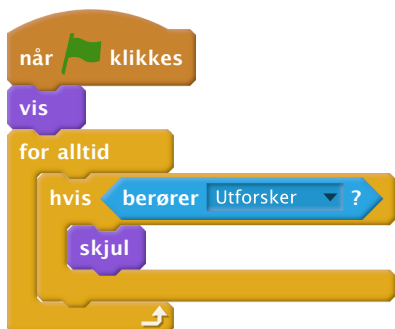 når klikkes
vis
for alltid
hvis berører Utforsker ?
skjul